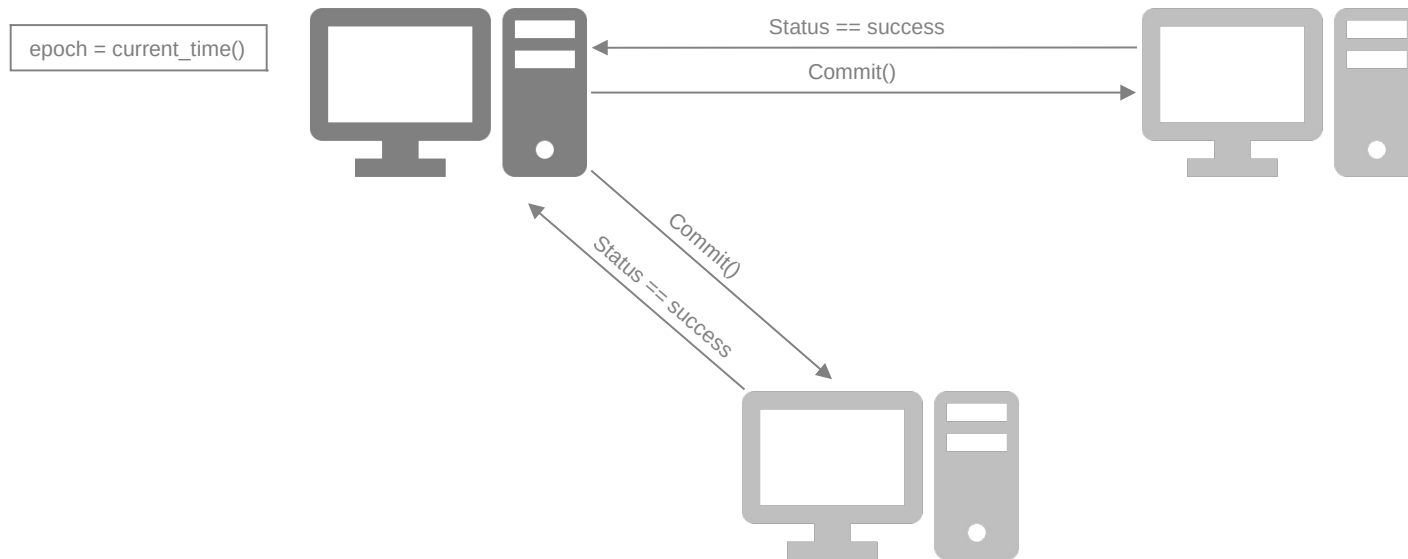 epoch = current_time()
Status == success
Commit()
Commit()
Status == success